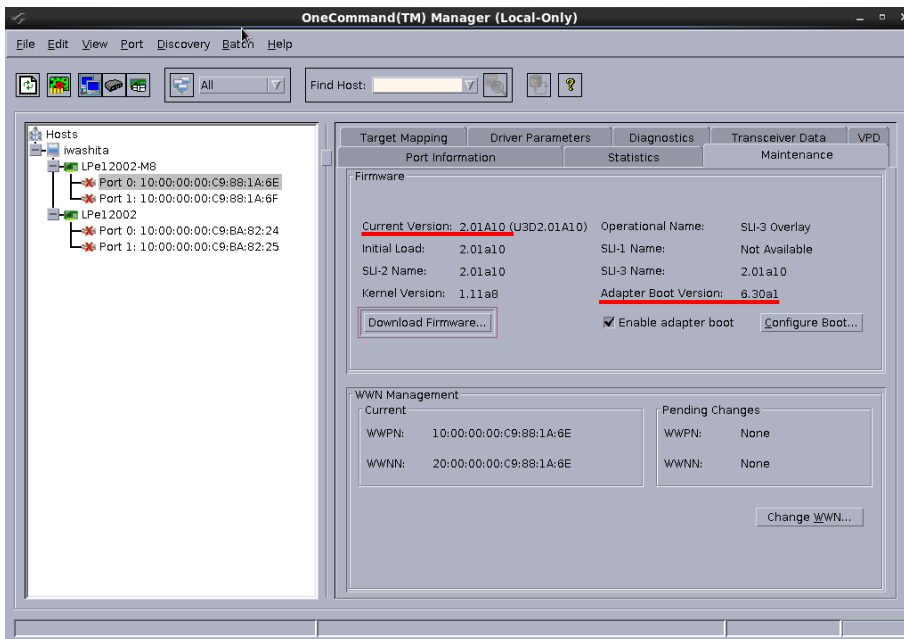 OneCommand(TM) Manager (Local-Only)
File Edit View Port Discovery Batch Help
All
Find Host:
Hosts
iwashita
LPe12002-M8
Port 0: 10:00:00:00:C9:88:1A:6E
Port 1: 10:00:00:00:C9:88:1A:6F
LPe12002
Port 0: 10:00:00:00:C9:BA:82:24
Port 1: 10:00:00:00:C9:BA:82:25
Target Mapping Driver Parameters Diagnostics Transceiver Data VPD
Port Information Statistics Maintenance
Firmware
Current Version: 2.01A10 (U3D2.01A10) Operational Name: SLI-3 Overlay
Initial Load: 2.01a10 SLI-1 Name: Not Available
SLI-2 Name: 2.01a10 SLI-3 Name: 2.01a10
Kernel Version: 1.11a8 Adapter Boot Version: 6.30a1
Download Firmware... Enable adapter boot Configure Boot...
WWN Management
Current Pending Changes
WWPN: 10:00:00:00:C9:88:1A:6E WWPN: None
WWNN: 20:00:00:00:C9:88:1A:6E WWNN: None
Change WWN...